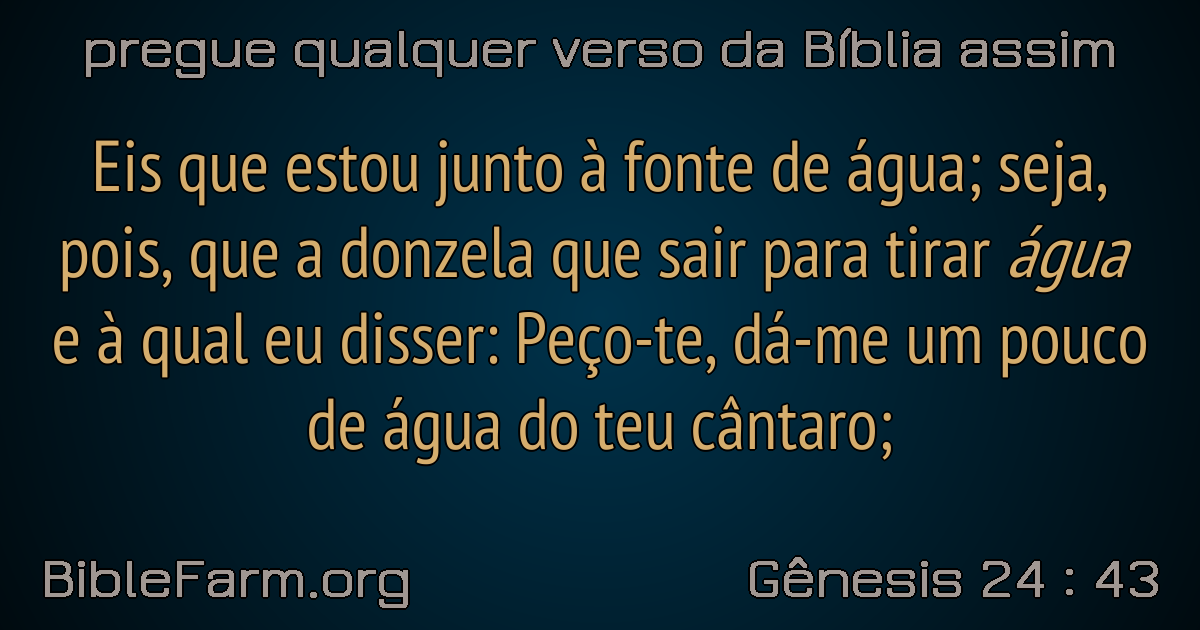 pregue qualquer verso da Bíblia assim
Eis que estou junto à fonte de água; seja,
pois, que a donzela que sair para tirar água
e à qual eu disser: Peço-te, dá-me um pouco
de água do teu cântaro;
BibleFarm.org
Gênesis 24 : 43